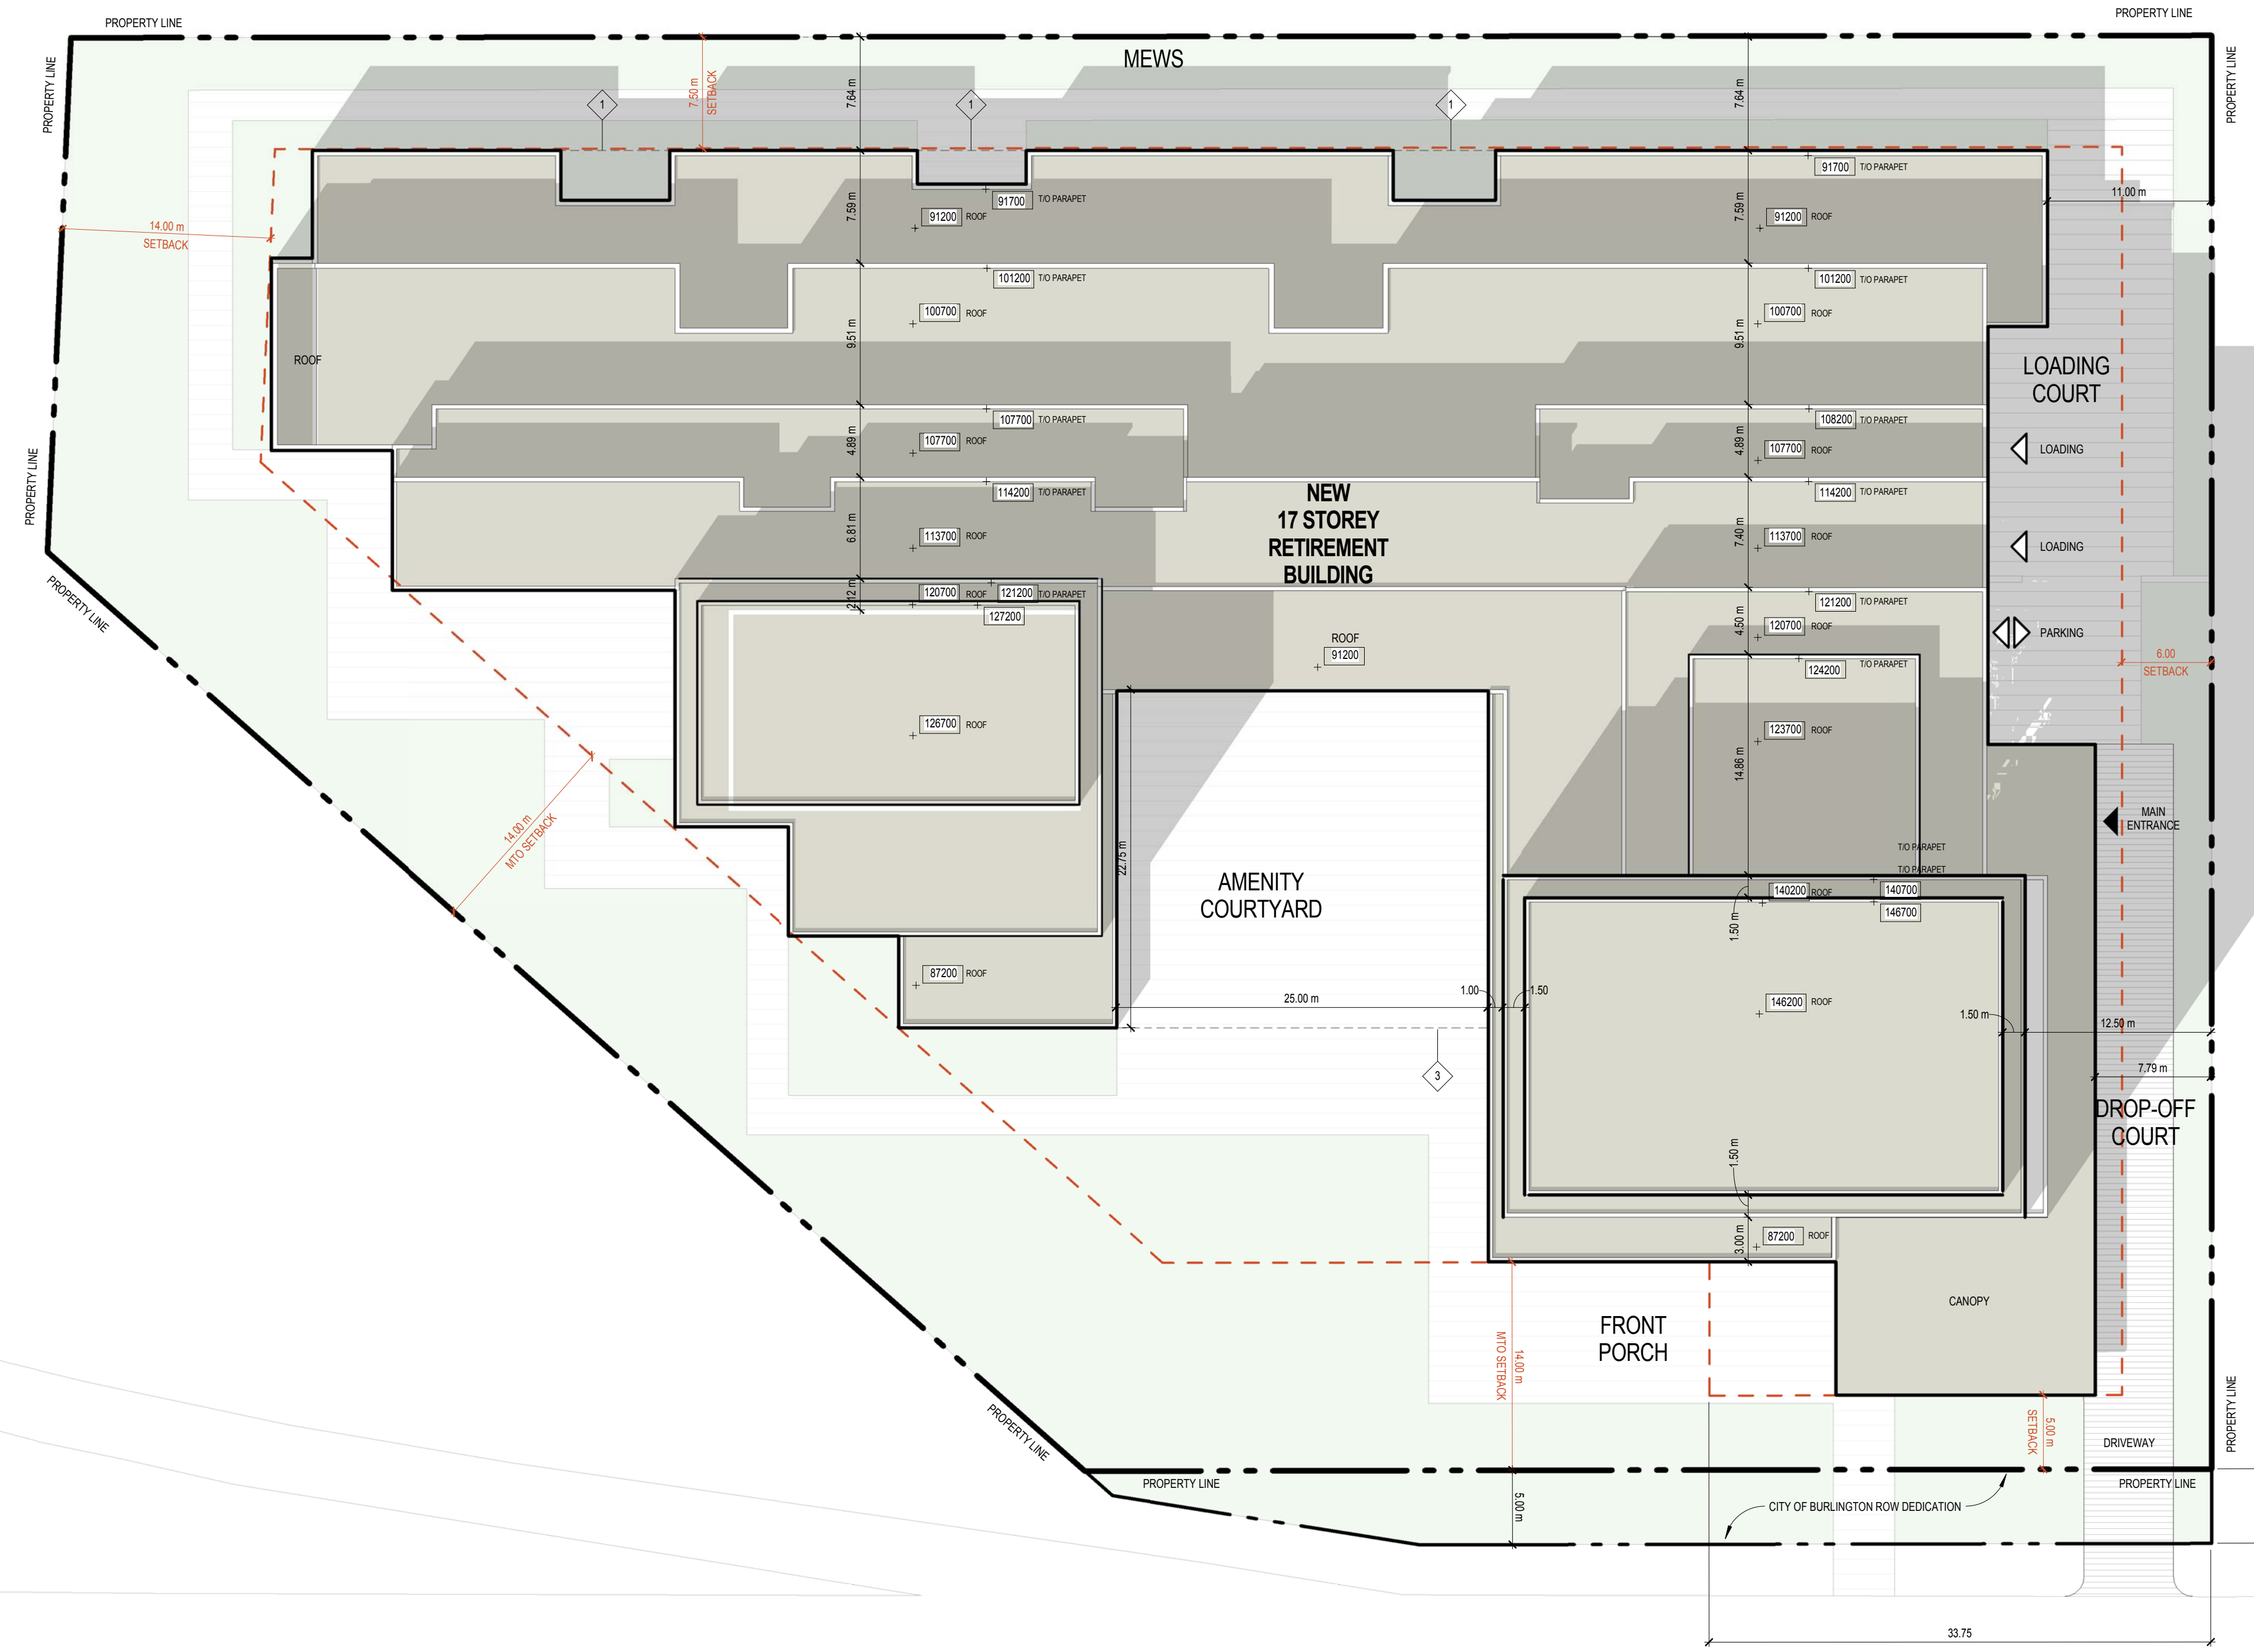 PROPERTY LINE
PROPERTY LINE
PROPERTY LINE
PROPERTY LINE
MEWS
7.50 m
SETBACK
7.64 m
7.64 m
1
1
1
91700 T/O PARAPET
11.00 m
14.00 m
SETBACK
7.59 m
91700 T/O PARAPET
91200 ROOF
7.59 m
91200 ROOF
101200 T/O PARAPET
101200 T/O PARAPET
100700 ROOF
100700 ROOF
9.51 m
9.51 m
ROOF
LOADING
COURT
107700 T/O PARAPET
108200 T/O PARAPET
4.89 m
107700 ROOF
4.89 m
107700 ROOF
LOADING
PROPERTY LINE
114200 T/O PARAPET
114200 T/O PARAPET
NEW
17 STOREY
RETIREMENT
BUILDING
6.81 m
113700 ROOF
7.40 m
113700 ROOF
LOADING
PROPERTY LINE
2.12 m
120700 ROOF
121200 T/O PARAPET
127200
121200 T/O PARAPET
4.50 m
120700 ROOF
PARKING
ROOF
91200
T/O PARAPET
124200
6.00
SETBACK
126700 ROOF
123700 ROOF
14.86 m
14.00 m
MTO SETBACK
MAIN
ENTRANCE
22.75 m
T/O PARAPET
T/O PARAPET
AMENITY
COURTYARD
140200 ROOF
140700
146700
1.50 m
87200 ROOF
25.00 m
1.00
1.50
146200 ROOF
1.50 m
12.50 m
3
7.79 m
DROP-OFF
COURT
1.50 m
3.00 m
87200 ROOF
CANOPY
FRONT
PORCH
14.00 m
MTO SETBACK
5.00 m
SETBACK
PROPERTY LINE
PROPERTY LINE
DRIVEWAY
PROPERTY LINE
PROPERTY LINE
5.00 m
CITY OF BURLINGTON ROW DEDICATION
33.75